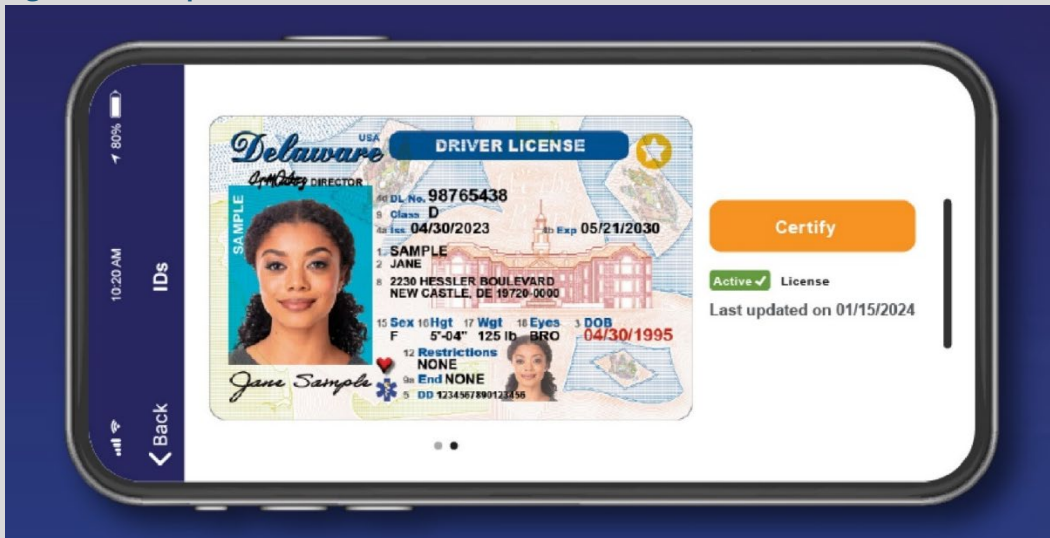 80%
10:20 AM
IDs
Back
Delaware USA
DRIVER LICENSE
DIRECTOR
SAMPLE
4d DL No. 98765438
9 Class D
4a Iss 04/30/2023 4b Exp 05/21/2030
1 SAMPLE
2 JANE
8 2230 HESSLER BOULEVARD
NEW CASTLE, DE 19720-0000
15 Sex 16 Hgt 17 Wgt 18 Eyes 3 DOB
F 5'-04" 125 lb BRO 04/30/1995
12 Restrictions
NONE
9a End NONE
5 DD 1234567890123456
Jane Sample
Certify
Active License
Last updated on 01/15/2024